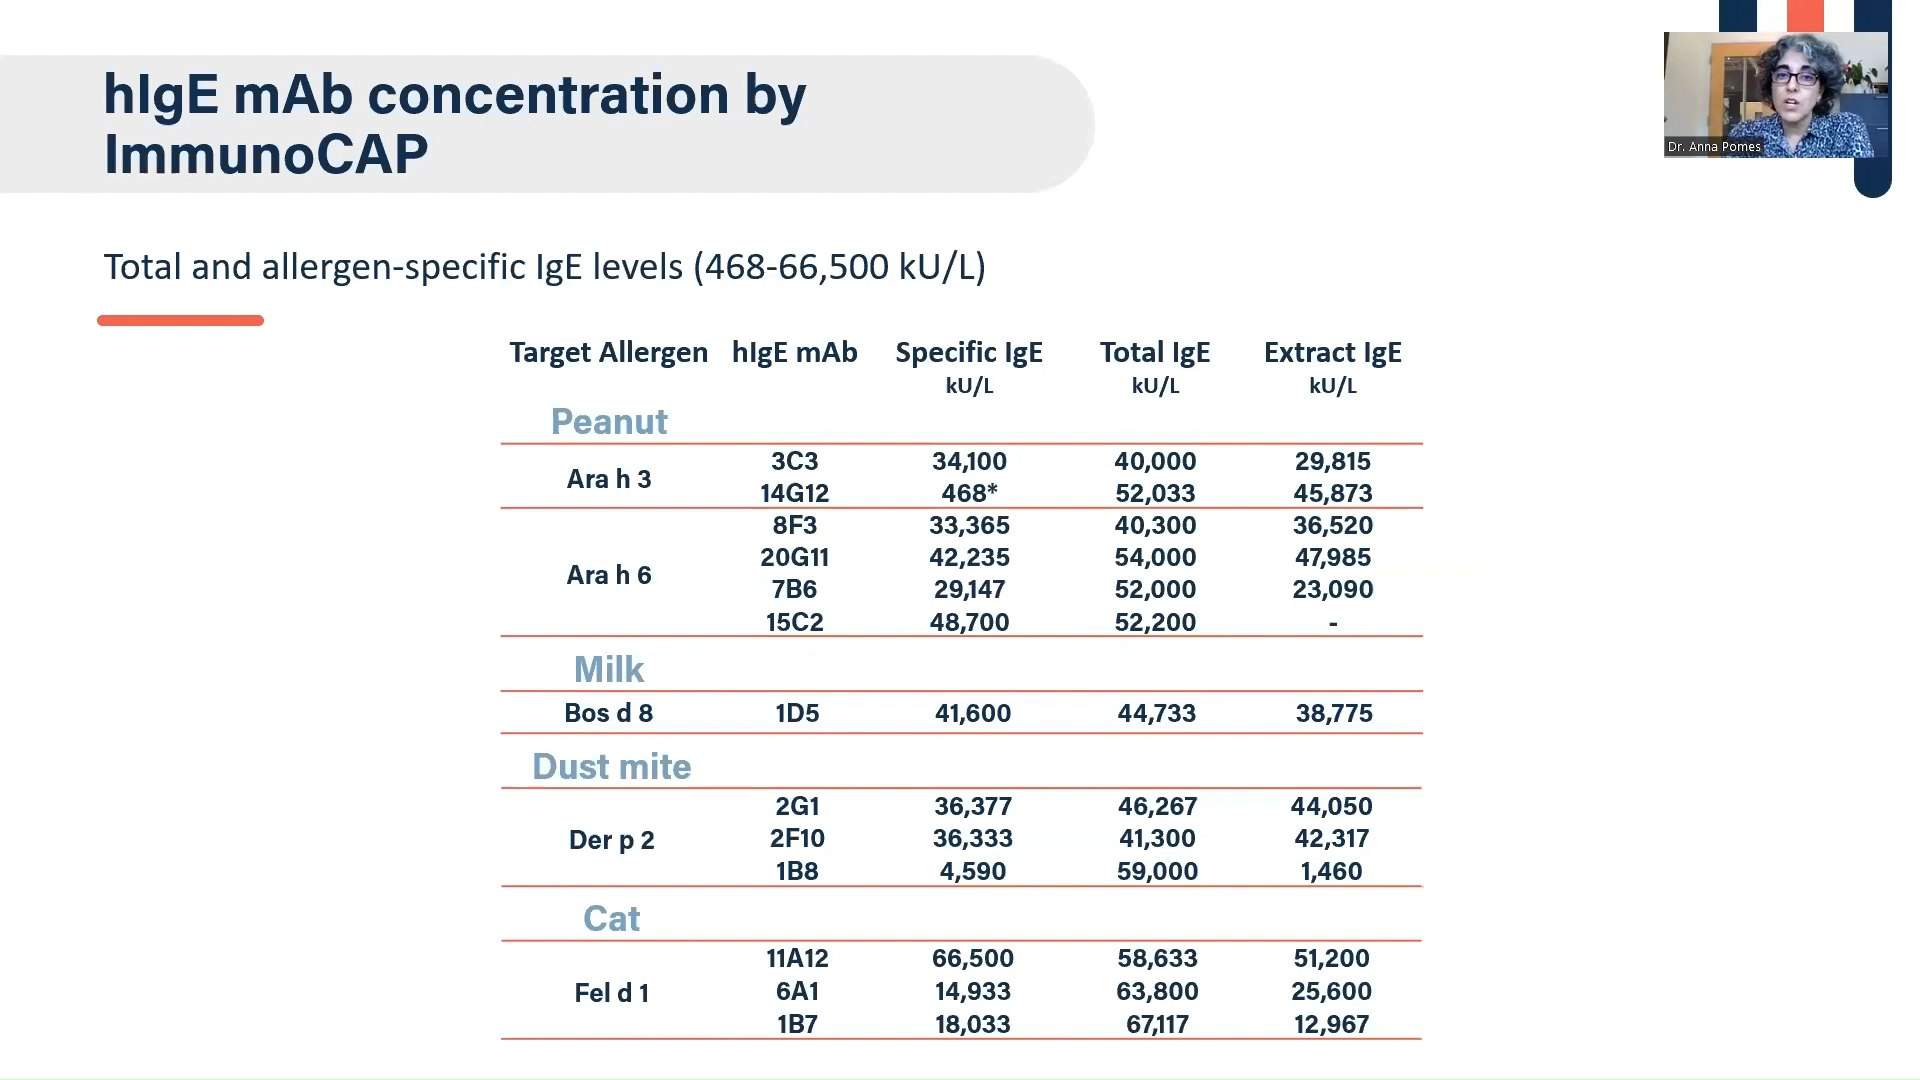 hIgE mAb concentration by
ImmunoCAP
Dr. Anna Pomes
Total and allergen-specific IgE levels (468-66,500 kU/L)
Target Allergen hIgE mAb Specific IgE Total IgE Extract IgE
kU/L kU/L kU/L
Peanut
Ara h 3
3C3 34,100 40,000 29,815
14G12 468* 52,033 45,873
Ara h 6
8F3 33,365 40,300 36,520
20G11 42,235 54,000 47,985
7B6 29,147 52,000 23,090
15C2 48,700 52,200 -
Milk
Bos d 8 1D5 41,600 44,733 38,775
Dust mite
Der p 2
2G1 36,377 46,267 44,050
2F10 36,333 41,300 42,317
1B8 4,590 59,000 1,460
Cat
Fel d 1
11A12 66,500 58,633 51,200
6A1 14,933 63,800 25,600
1B7 18,033 67,117 12,967